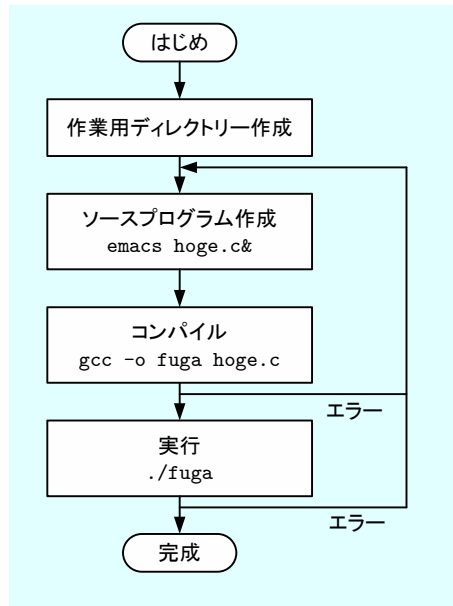 はじめ
作業用ディレクトリー作成
ソースプログラム作成
emacs hoge.c&
コンパイル
gcc -o fuga hoge.c
エラー
実行
./fuga
エラー
完成